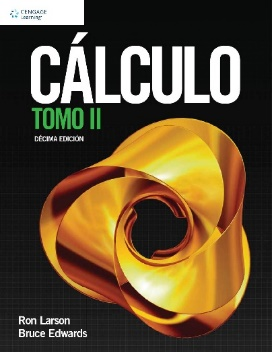 CENGAGE
Learning
CÁLCULO
TOMO II
DÉCIMA EDICIÓN
Ron Larson
Bruce Edwards